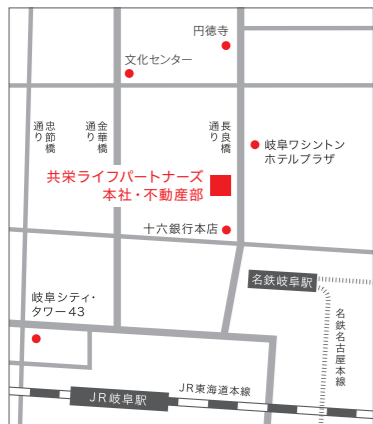 円徳寺
文化センター
忠節橋
通り
金華橋
通り
長良橋
通り
岐阜ワシントン
ホテルプラザ
共栄ライフパートナーズ
本社・不動産部
十六銀行本店
名鉄岐阜駅
岐阜シティ・
タワー43
名鉄名古屋本線
JR東海道本線
JR岐阜駅